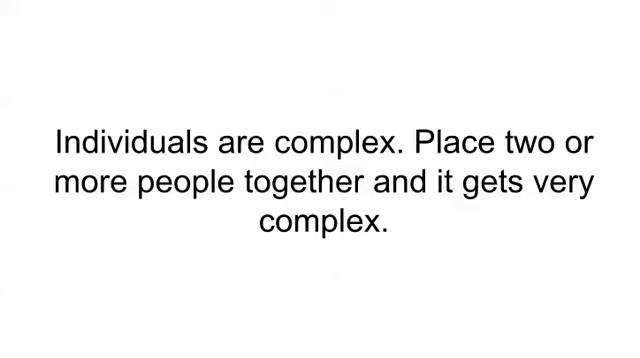 Individuals are complex. Place two or
more people together and it gets very
complex.